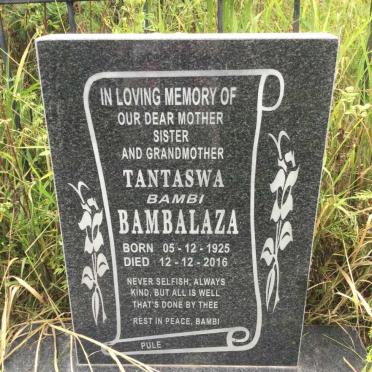 IN LOVING MEMORY OF
OUR DEAR MOTHER
SISTER
AND GRANDMOTHER
TANTASWA
BAMBI
BAMBALAZA
BORN 05 - 12 - 1925
DIED 12 - 12 - 2016
NEVER SELFISH, ALWAYS
KIND, BUT ALL IS WELL
THAT'S DONE BY THEE
REST IN PEACE, BAMBI
PULE